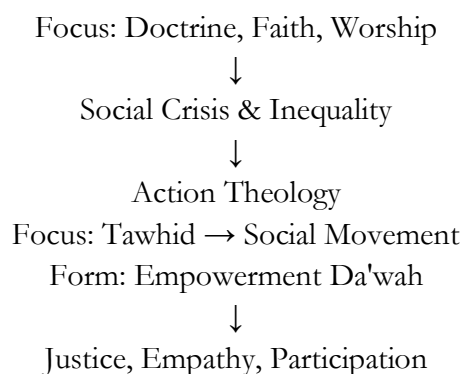 Focus: Doctrine, Faith, Worship
↓
Social Crisis & Inequality
↓
Action Theology
Focus: Tawhid → Social Movement
Form: Empowerment Da'wah
↓
Justice, Empathy, Participation